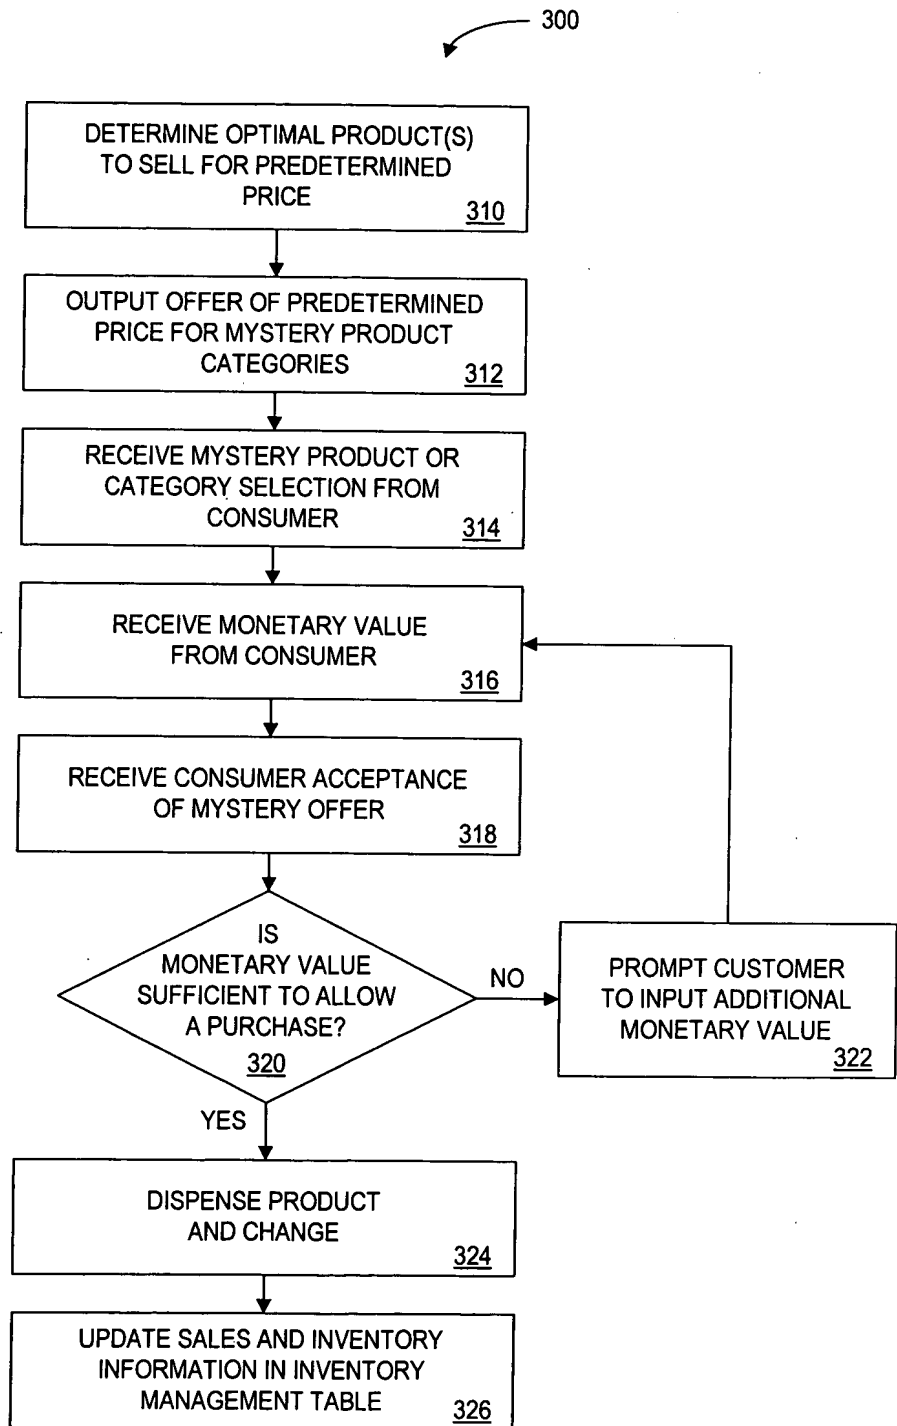 300
DETERMINE OPTIMAL PRODUCT(S)
TO SELL FOR PREDETERMINED
PRICE
310
OUTPUT OFFER OF PREDETERMINED
PRICE FOR MYSTERY PRODUCT
CATEGORIES
312
RECEIVE MYSTERY PRODUCT OR
CATEGORY SELECTION FROM
CONSUMER
314
RECEIVE MONETARY VALUE
FROM CONSUMER
316
RECEIVE CONSUMER ACCEPTANCE
OF MYSTERY OFFER
318
IS
MONETARY VALUE
SUFFICIENT TO ALLOW
A PURCHASE?
320
NO
PROMPT CUSTOMER
TO INPUT ADDITIONAL
MONETARY VALUE
322
YES
DISPENSE PRODUCT
AND CHANGE
324
UPDATE SALES AND INVENTORY
INFORMATION IN INVENTORY
MANAGEMENT TABLE
326